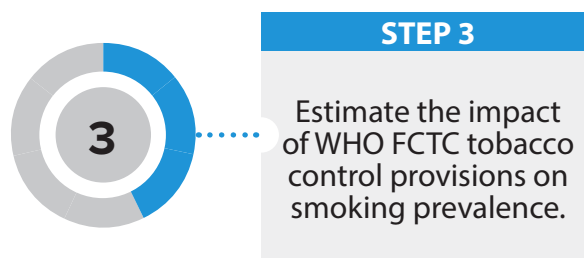 3
STEP 3
Estimate the impact
of WHO FCTC tobacco
control provisions on
smoking prevalence.